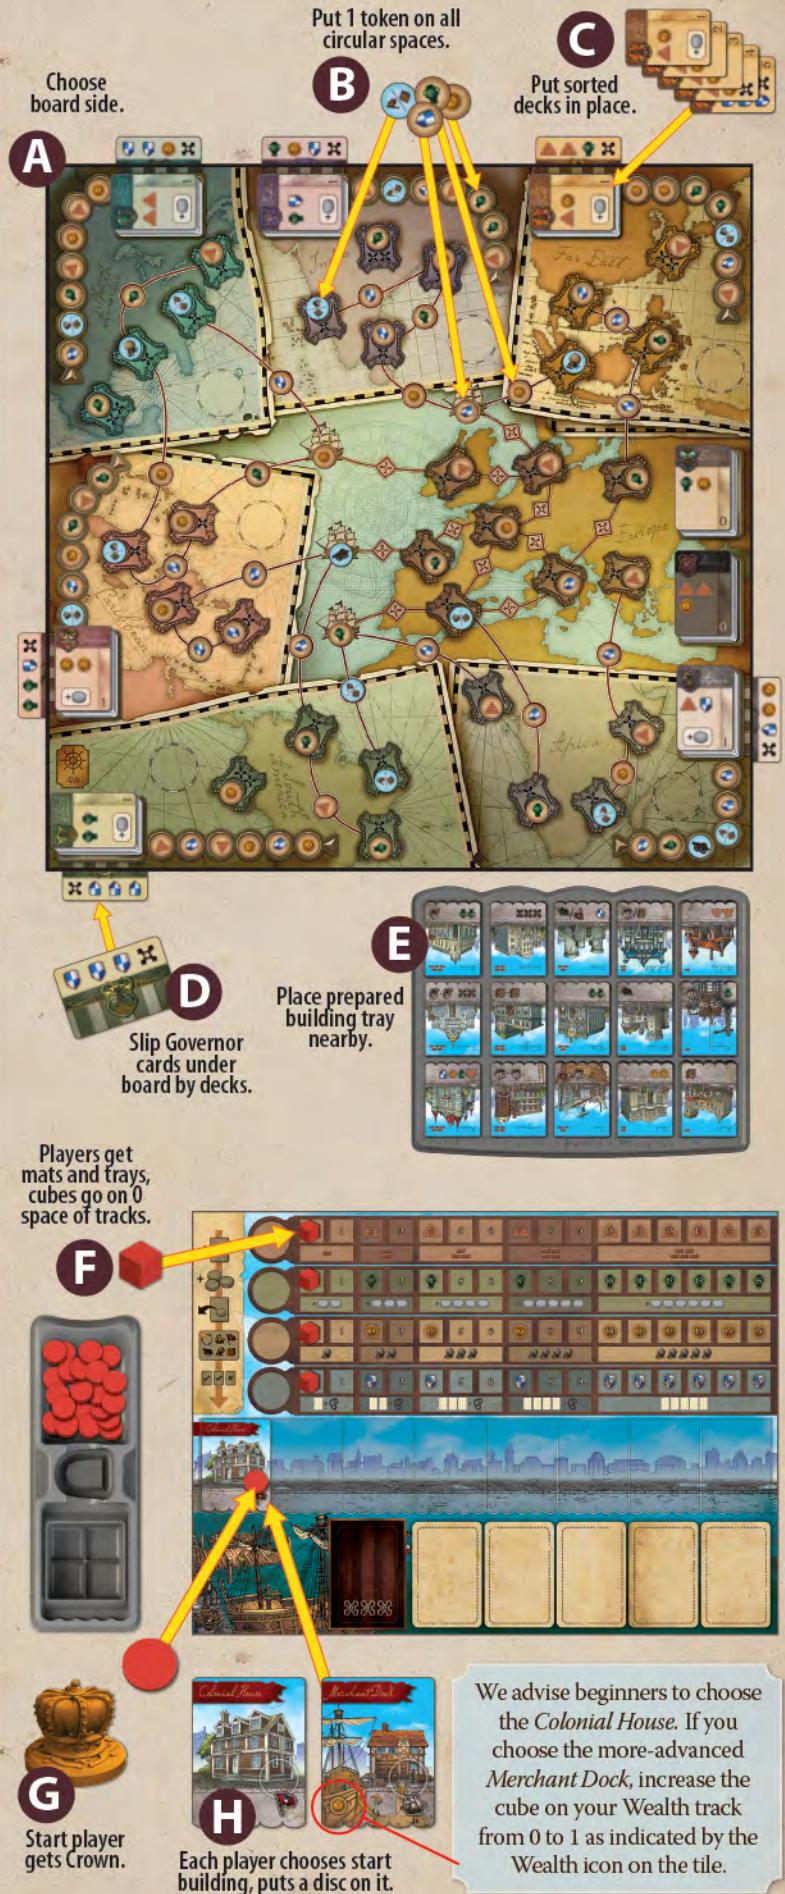 Put 1 token on all
circular spaces.
C
Choose
board side.
B
Put sorted
decks in place.
A
India
Far East
Europe
Caribbean
South
America
Africa
E
D
Place prepared
building tray
nearby.
Slip Governor
cards under
board by decks.
Players get
mats and trays,
cubes go on 0
space of tracks.
F
Colonial House
G
Start player
gets Crown.
Colonial House
Merchant Dock
H
Each player chooses start
building, puts a disc on it.
We advise beginners to choose
the Colonial House. If you
choose the more-advanced
Merchant Dock, increase the
cube on your Wealth track
from 0 to 1 as indicated by the
Wealth icon on the tile.